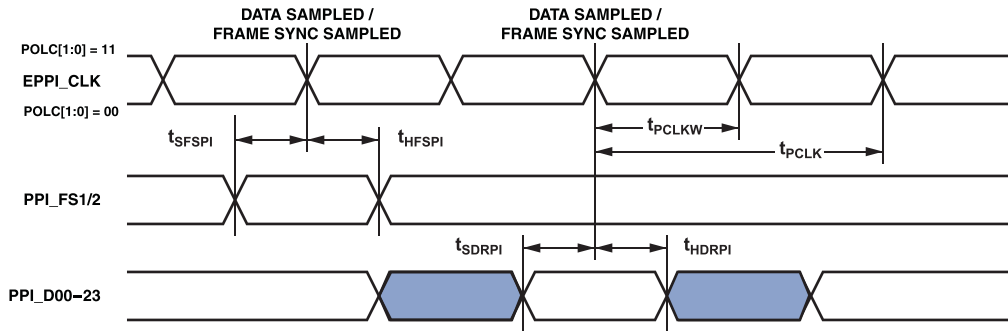 DATA SAMPLED /
FRAME SYNC SAMPLED
DATA SAMPLED /
FRAME SYNC SAMPLED
POLC[1:0] = 11
EPPI_CLK
POLC[1:0] = 00
tPCLKW
tSFSPI
tHFSPI
tPCLK
PPI_FS1/2
tSDRPI
tHDRPI
PPI_D00–23